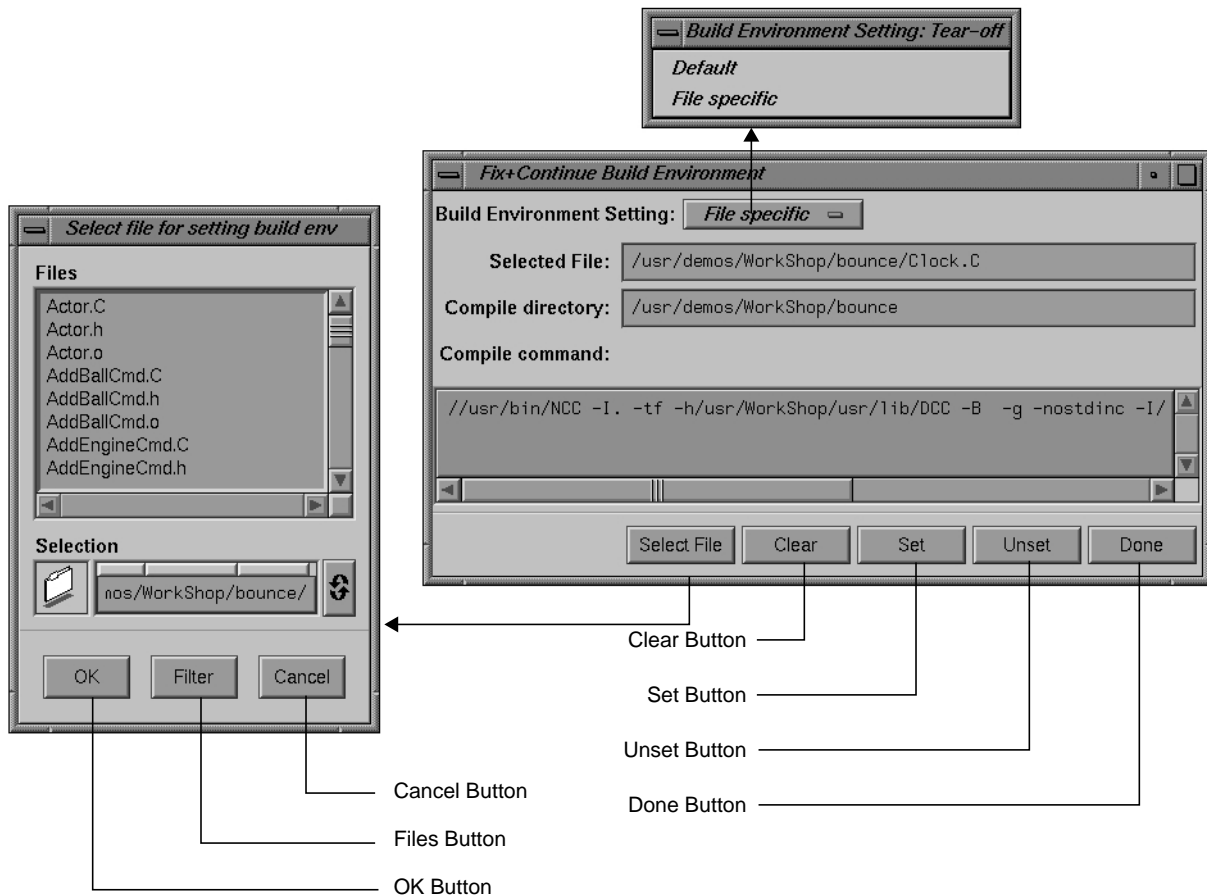 Build Environment Setting: Tear-off
Default
File specific
Fix+Continue Build Environment
Build Environment Setting: File specific
Selected File: /usr/demos/WorkShop/bounce/Clock.C
Compile directory: /usr/demos/WorkShop/bounce
Compile command:
//usr/bin/NCC -I. -tf -h/usr/WorkShop/usr/lib/DCC -B  -g -nostdinc -I/
Select File Clear Set Unset Done
Select file for setting build env
Files
Actor.C
Actor.h
Actor.o
AddBallCmd.C
AddBallCmd.h
AddBallCmd.o
AddEngineCmd.C
AddEngineCmd.h
Selection
mos/WorkShop/bounce/
OK Filter Cancel
Clear Button
Set Button
Unset Button
Done Button
Cancel Button
Files Button
OK Button